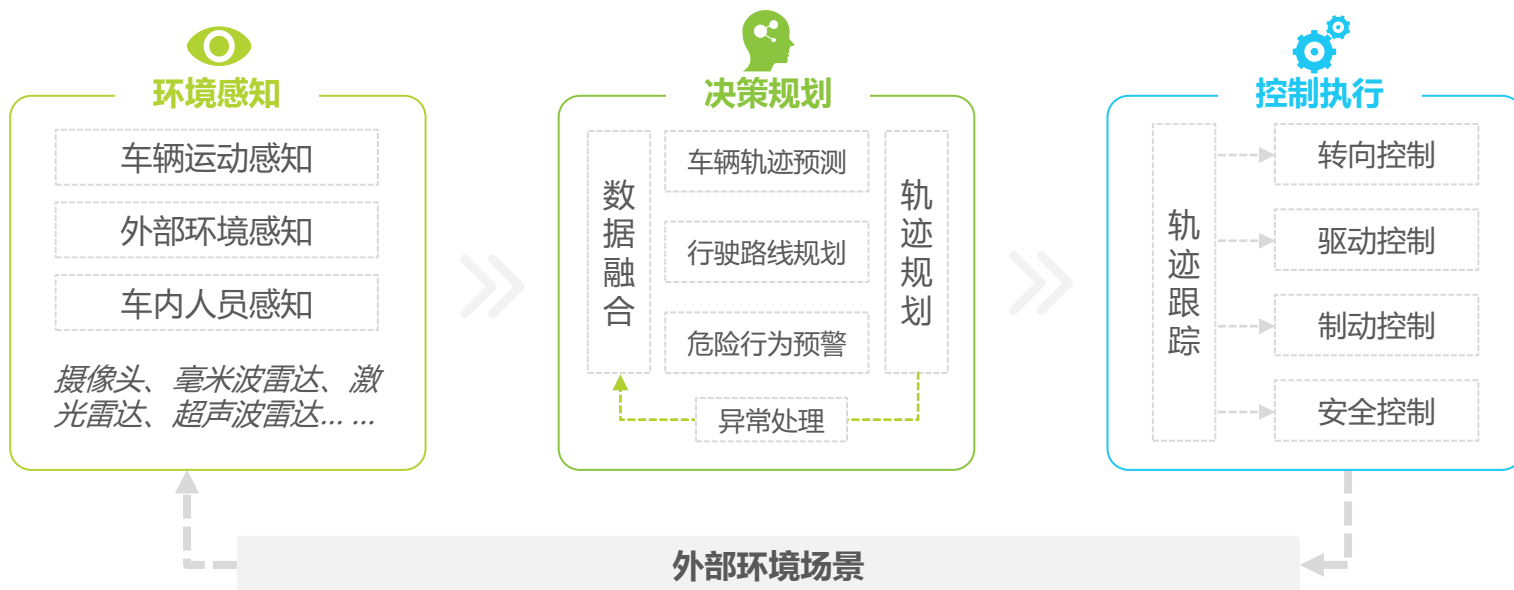 环境感知
车辆运动感知
外部环境感知
车内人员感知
摄像头、毫米波雷达、激
光雷达、超声波雷达... ...
决策规划
数据融合
车辆轨迹预测
行驶路线规划
危险行为预警
轨迹规划
异常处理
控制执行
轨迹跟踪
转向控制
驱动控制
制动控制
安全控制
外部环境场景